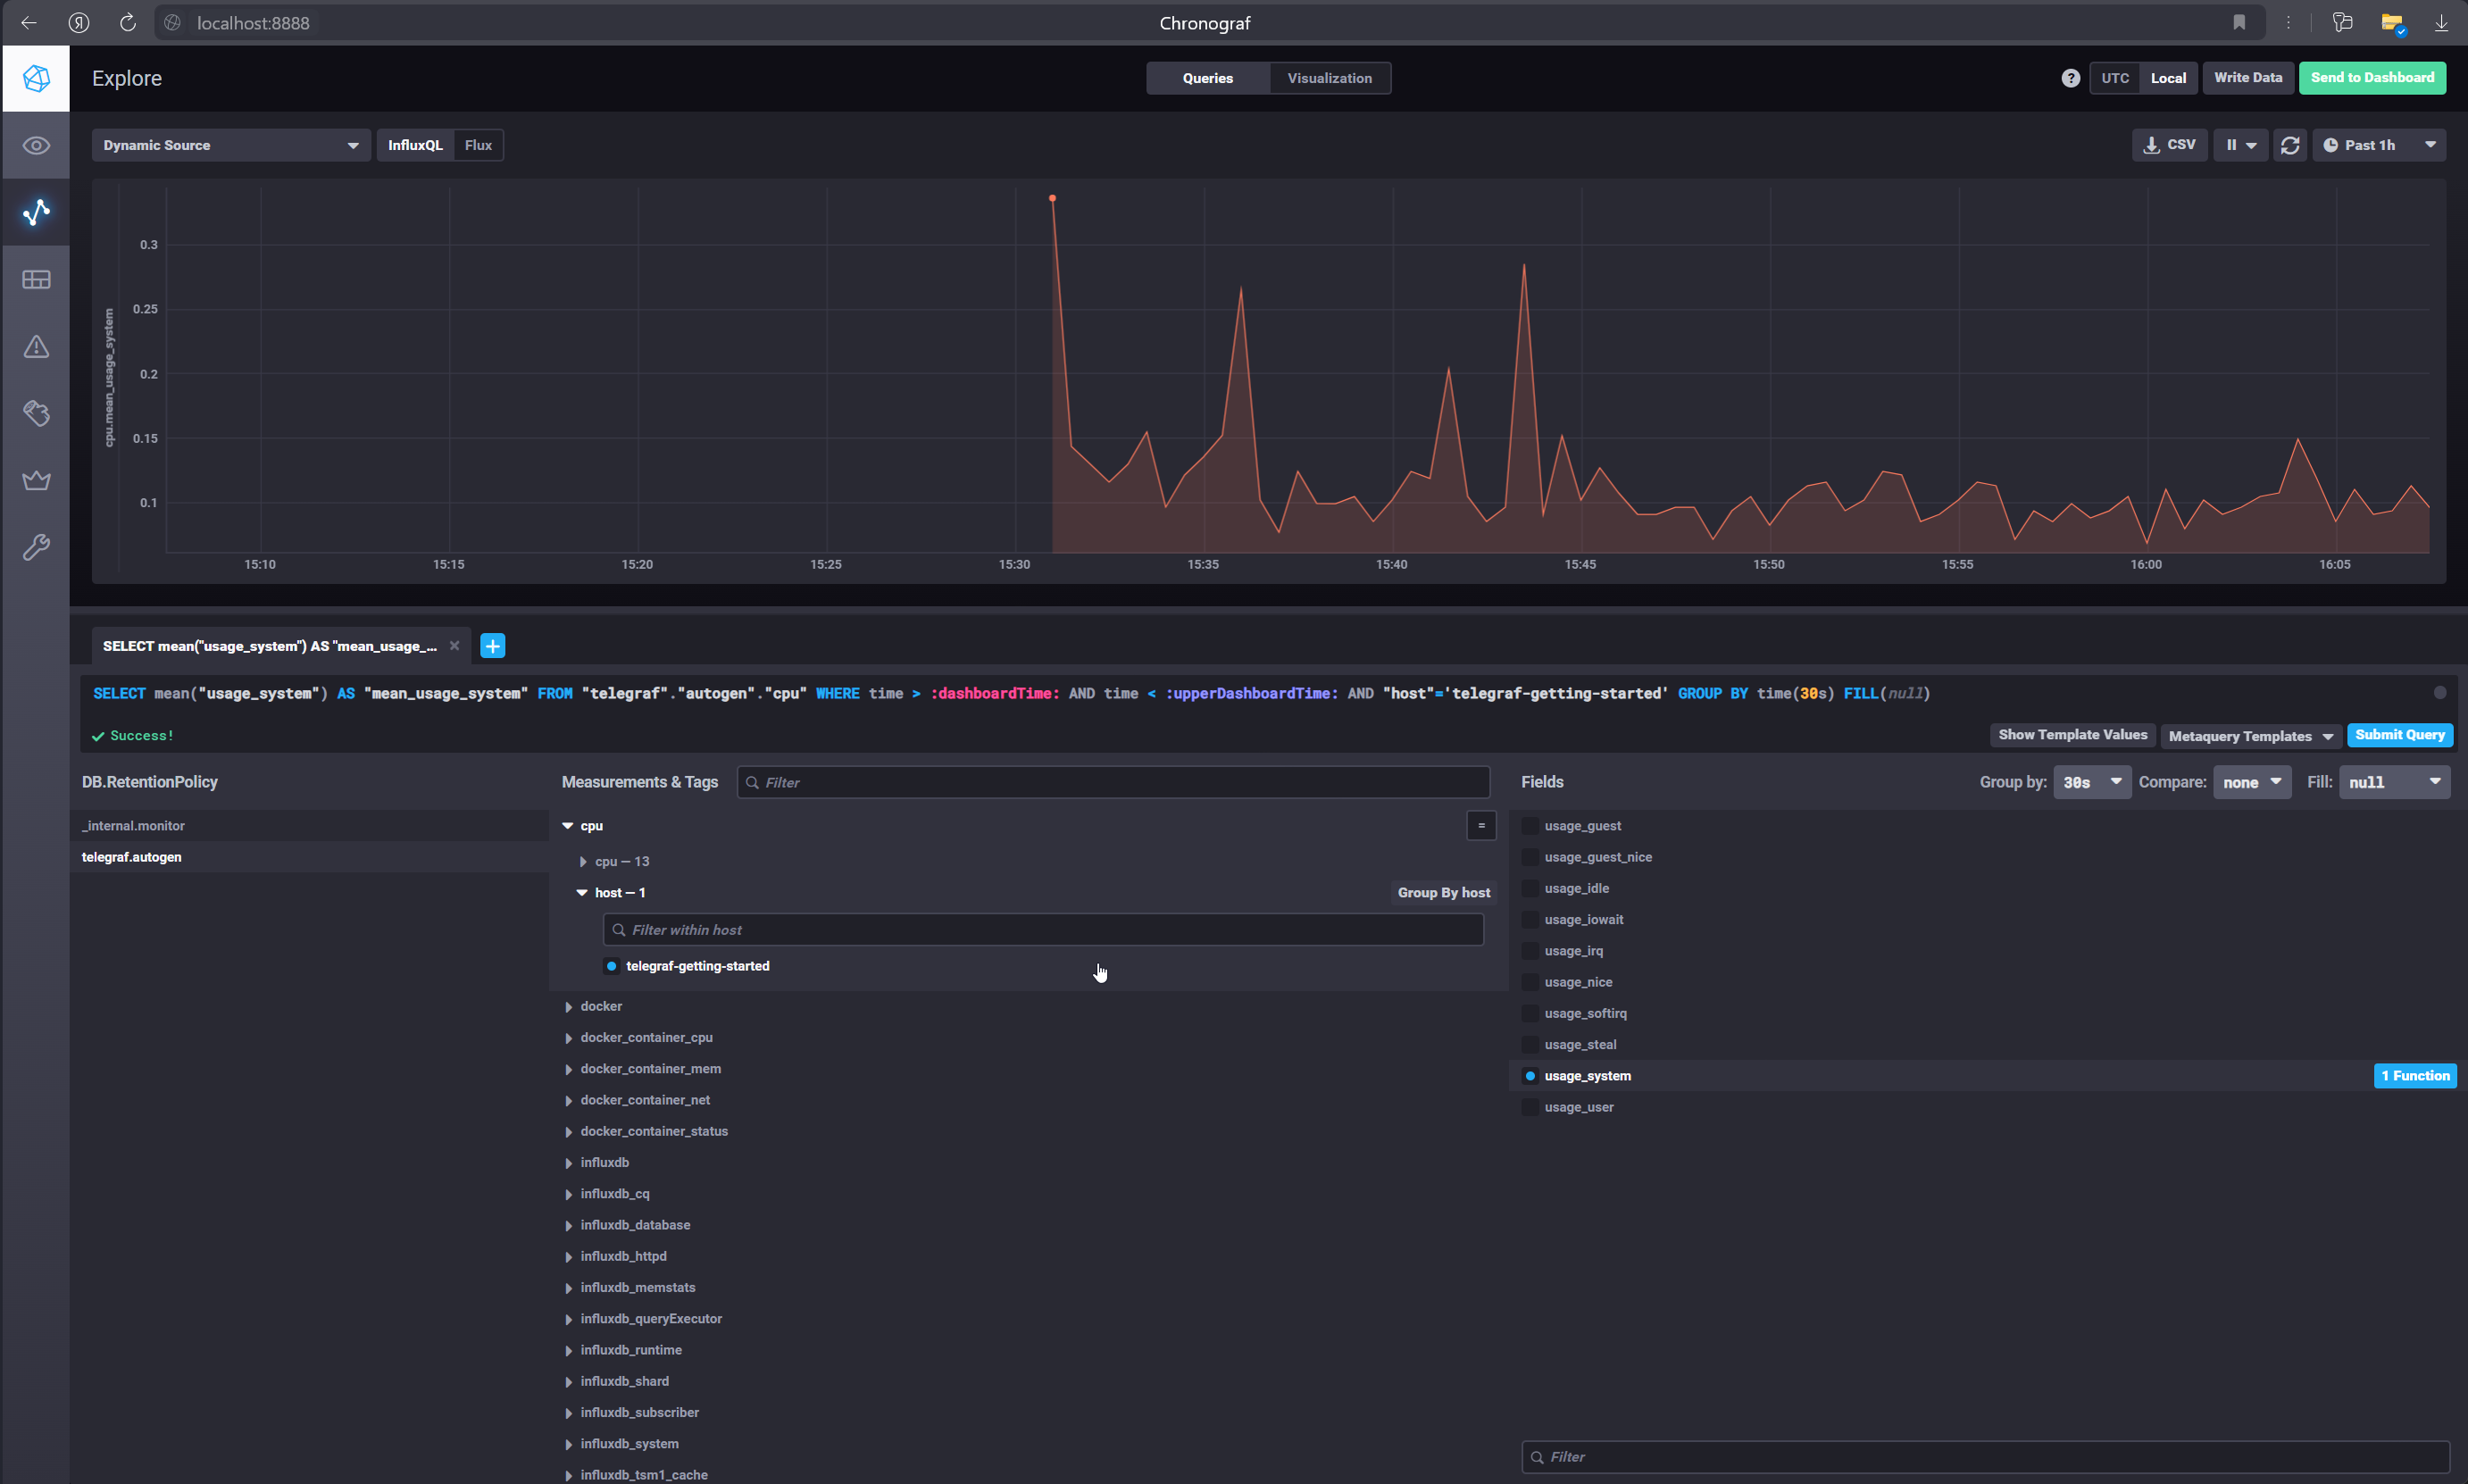 localhost:8888
Chronograf
Explore
Queries
Visualization
?
UTC
Local
Write Data
Send to Dashboard
Dynamic Source
InfluxQL
Flux
CSV
Past 1h
cpu.mean_usage_system
0.3
0.25
0.2
0.15
0.1
15:10
15:15
15:20
15:25
15:30
15:35
15:40
15:45
15:50
15:55
16:00
16:05
SELECT mean("usage_system") AS "mean_usage_...
SELECT mean("usage_system") AS "mean_usage_system" FROM "telegraf"."autogen"."cpu" WHERE time > :dashboardTime: AND time < :upperDashboardTime: AND "host"='telegraf-getting-started' GROUP BY time(30s) FILL(null)
Success!
Show Template Values
Metaquery Templates
Submit Query
DB.RetentionPolicy
_internal.monitor
telegraf.autogen
Measurements & Tags
Filter
cpu
=
cpu — 13
host — 1
Group By host
Filter within host
telegraf-getting-started
docker
docker_container_cpu
docker_container_mem
docker_container_net
docker_container_status
influxdb
influxdb_cq
influxdb_database
influxdb_httpd
influxdb_memstats
influxdb_queryExecutor
influxdb_runtime
influxdb_shard
influxdb_subscriber
influxdb_system
influxdb_tsm1_cache
Fields
Group by:
30s
Compare:
none
Fill:
null
usage_guest
usage_guest_nice
usage_idle
usage_iowait
usage_irq
usage_nice
usage_softirq
usage_steal
usage_system
1 Function
usage_user
Filter